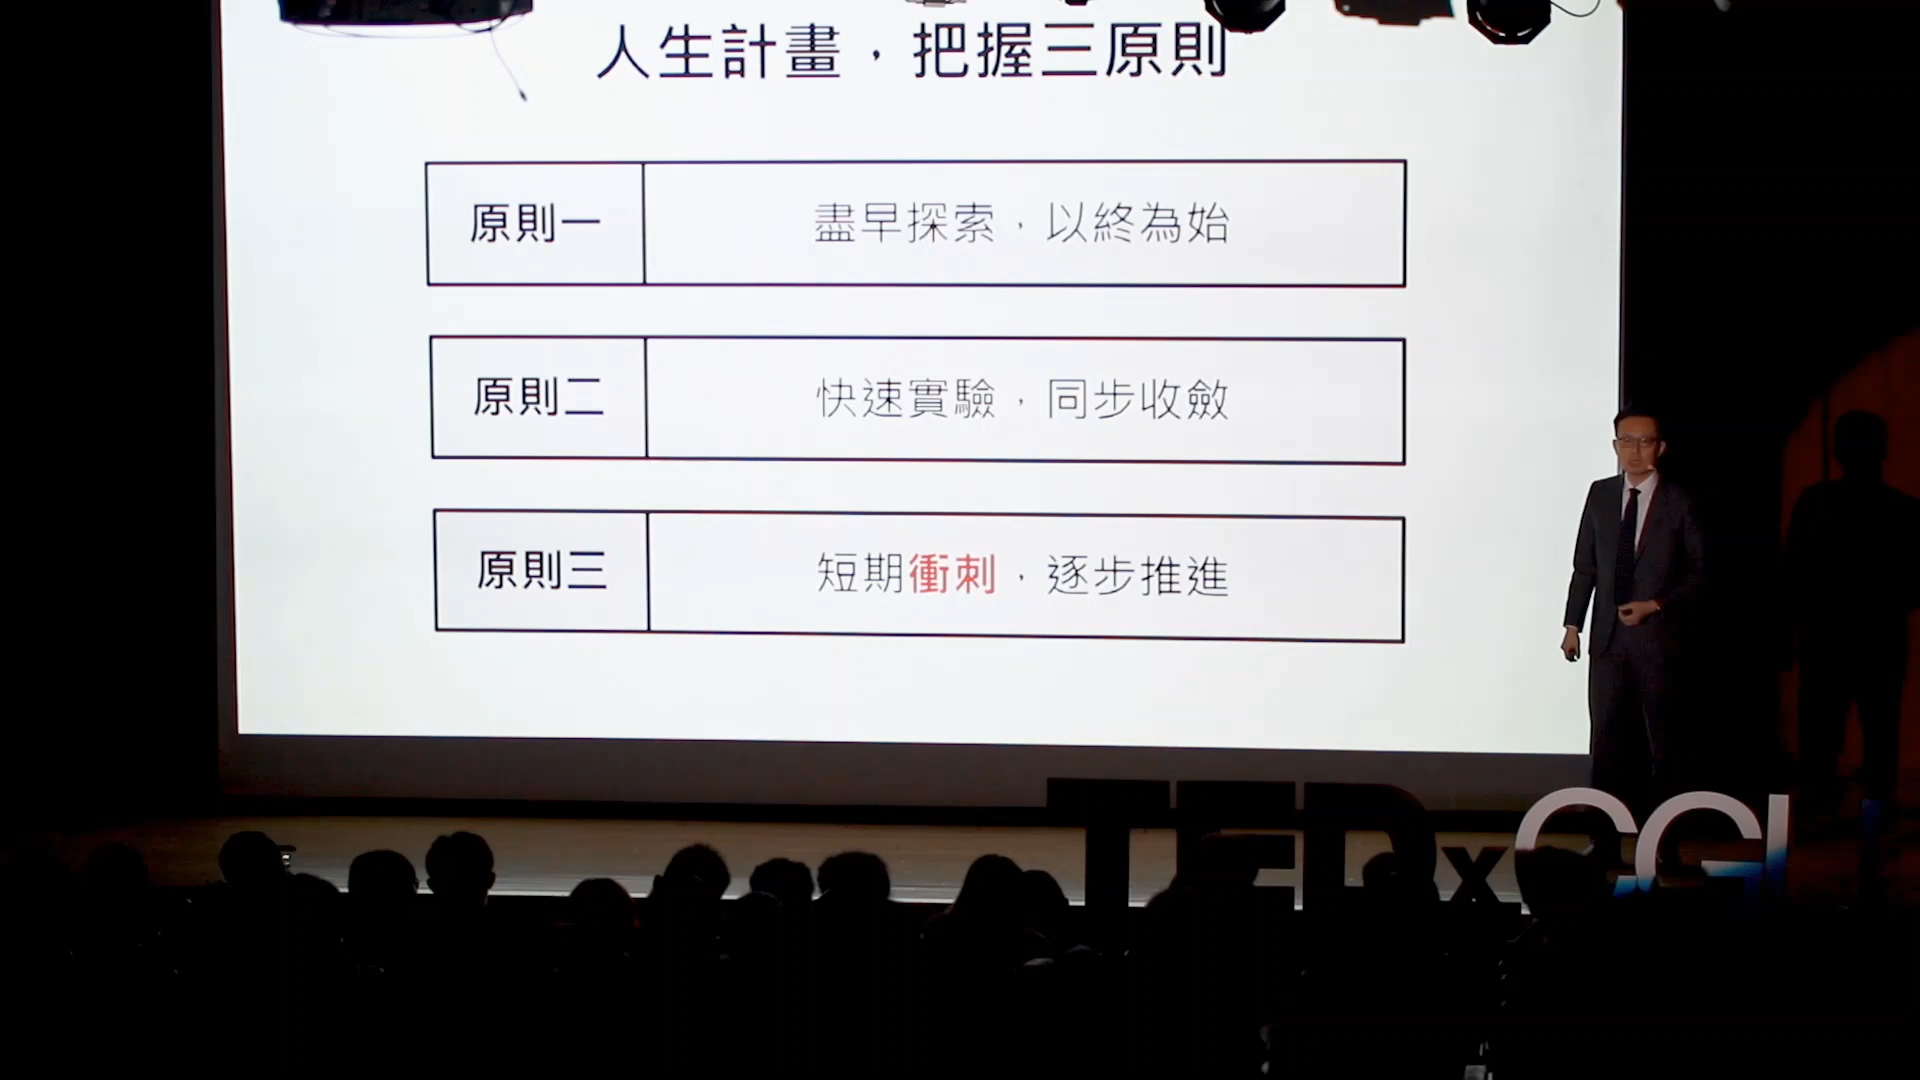 人生計畫，把握三原則
原則一
盡早探索，以終為始
原則二
快速實驗，同步收斂
原則三
短期衝刺，逐步推進
TEDxCGU